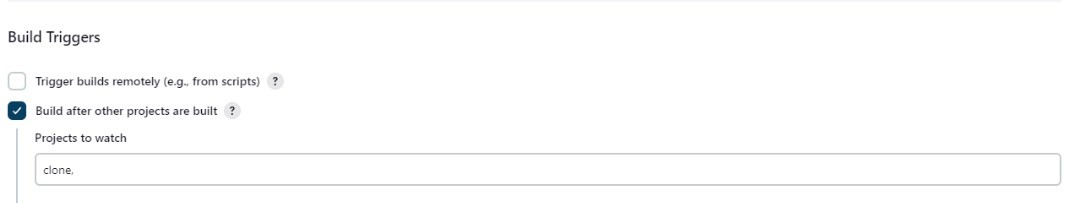 Build Triggers
Trigger builds remotely (e.g., from scripts) ?
Build after other projects are built ?
Projects to watch
clone,